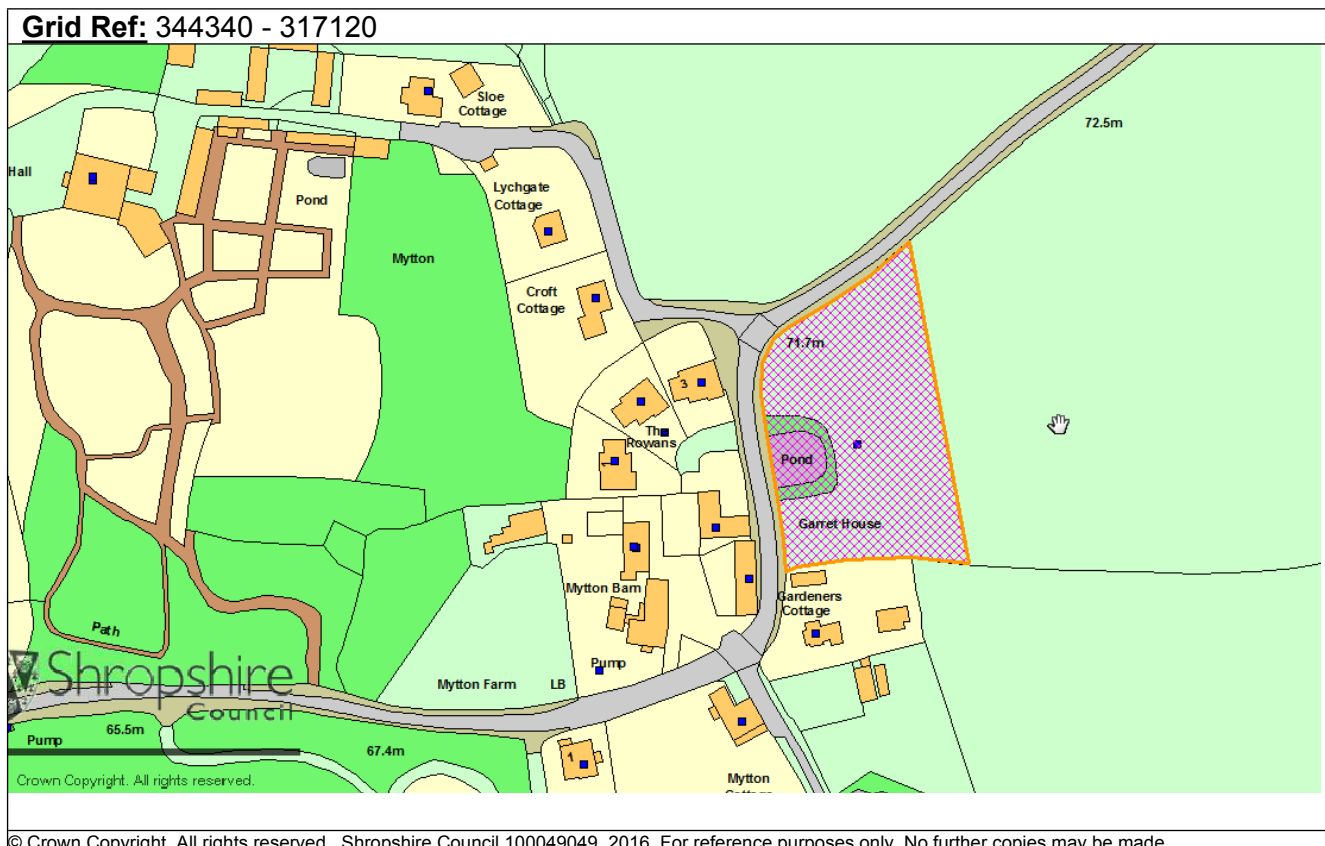 Grid Ref: 344340 - 317120
Sloe
Cottage
72.5m
Hall
Lychgate
Cottage
Pond
Mytton
Croft
Cottage
71.7m
3
The
Rowans
1
Pond
Garret House
Mytton Barn
Gardeners
Cottage
Path
Pump
Shropshire
Council
Mytton Farm
LB
65.5m
Pump
67.4m
1
Mytton
Cottage
Crown Copyright. All rights reserved.
© Crown Copyright. All rights reserved. Shropshire Council 100049049. 2016 For reference purposes only. No further copies may be made.